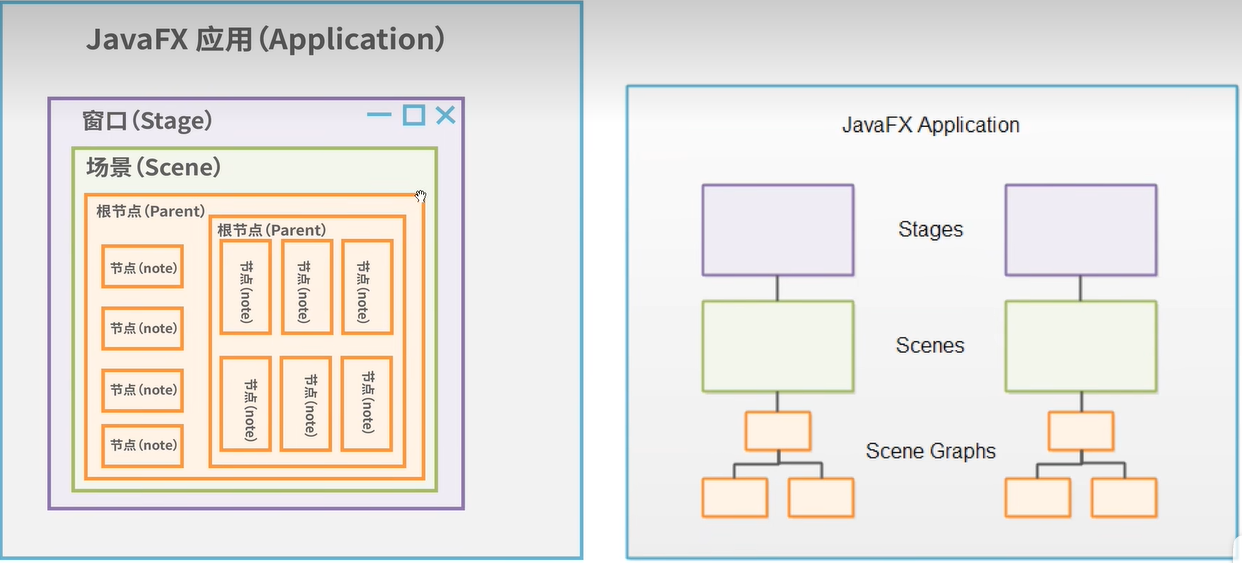 JavaFX 应用（Application）
窗口（Stage）
场景（Scene）
根节点（Parent）
根节点（Parent）
节点（note）
节点（note）
节点（note）
节点（note）
节点（note）
节点（note）
节点（note）
节点（note）
节点（note）
节点（note）
JavaFX Application
Stages
Scenes
Scene Graphs